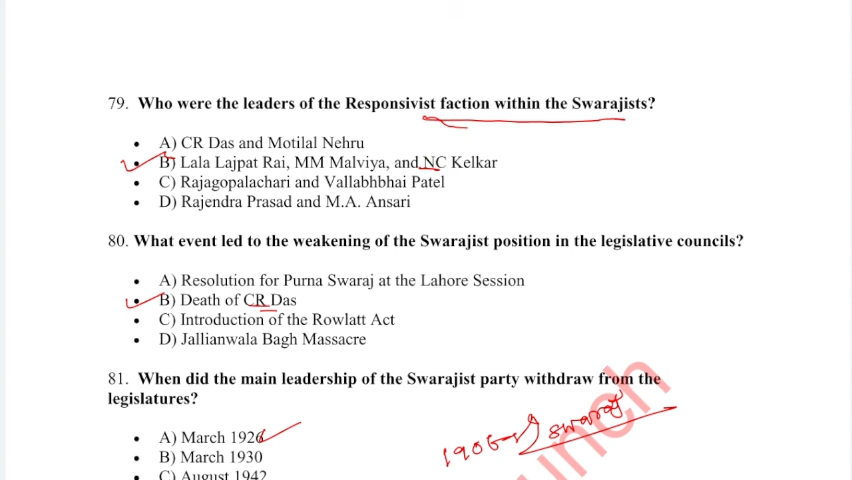 79. Who were the leaders of the Responsivist faction within the Swarajists?
• A) CR Das and Motilal Nehru
• B) Lala Lajpat Rai, MM Malviya, and NC Kelkar
• C) Rajagopalachari and Vallabhbhai Patel
• D) Rajendra Prasad and M.A. Ansari
80. What event led to the weakening of the Swarajist position in the legislative councils?
• A) Resolution for Purna Swaraj at the Lahore Session
• B) Death of CR Das
• C) Introduction of the Rowlatt Act
• D) Jallianwala Bagh Massacre
81. When did the main leadership of the Swarajist party withdraw from the
legislatures?
• A) March 1926
• B) March 1930
1906 swaraj
• C) August 1942